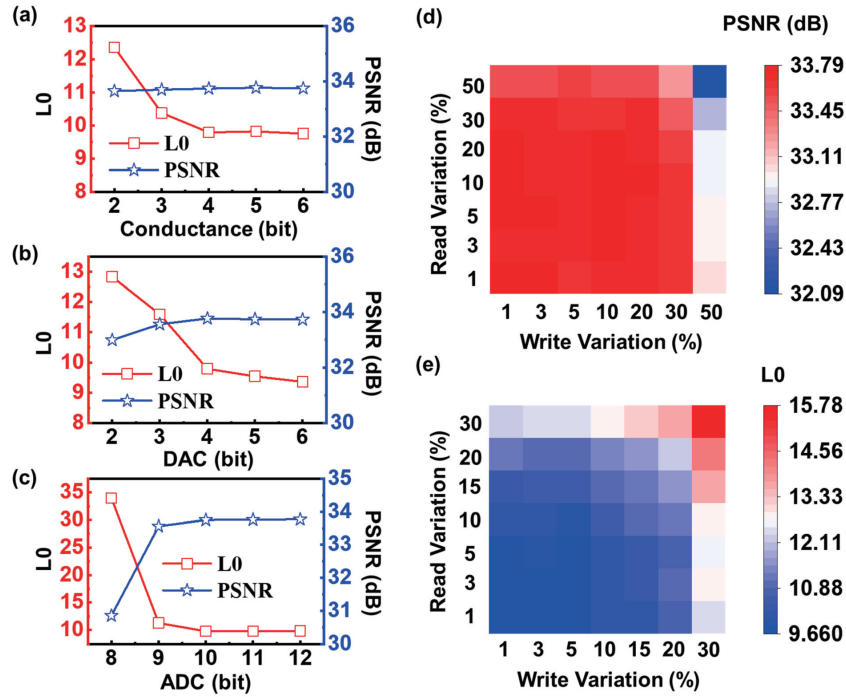 (a)
13
12
11
10
9
8
L0
36
34
32
30
PSNR (dB)
L0
PSNR
2 3 4 5 6
Conductance (bit)
(b)
13
12
11
10
9
8
L0
36
35
34
33
32
31
30
PSNR (dB)
L0
PSNR
2 3 4 5 6
DAC (bit)
(c)
35
30
25
20
15
10
L0
35
34
33
32
31
30
PSNR (dB)
L0
PSNR
8 9 10 11 12
ADC (bit)
(d)
PSNR (dB)
Read Variation (%)
50
30
20
10
5
3
1
1 3 5 10 20 30 50
Write Variation (%)
33.79
33.45
33.11
32.77
32.43
32.09
(e)
L0
Read Variation (%)
30
20
15
10
5
3
1
1 3 5 10 15 20 30
Write Variation (%)
15.78
14.56
13.33
12.11
10.88
9.660